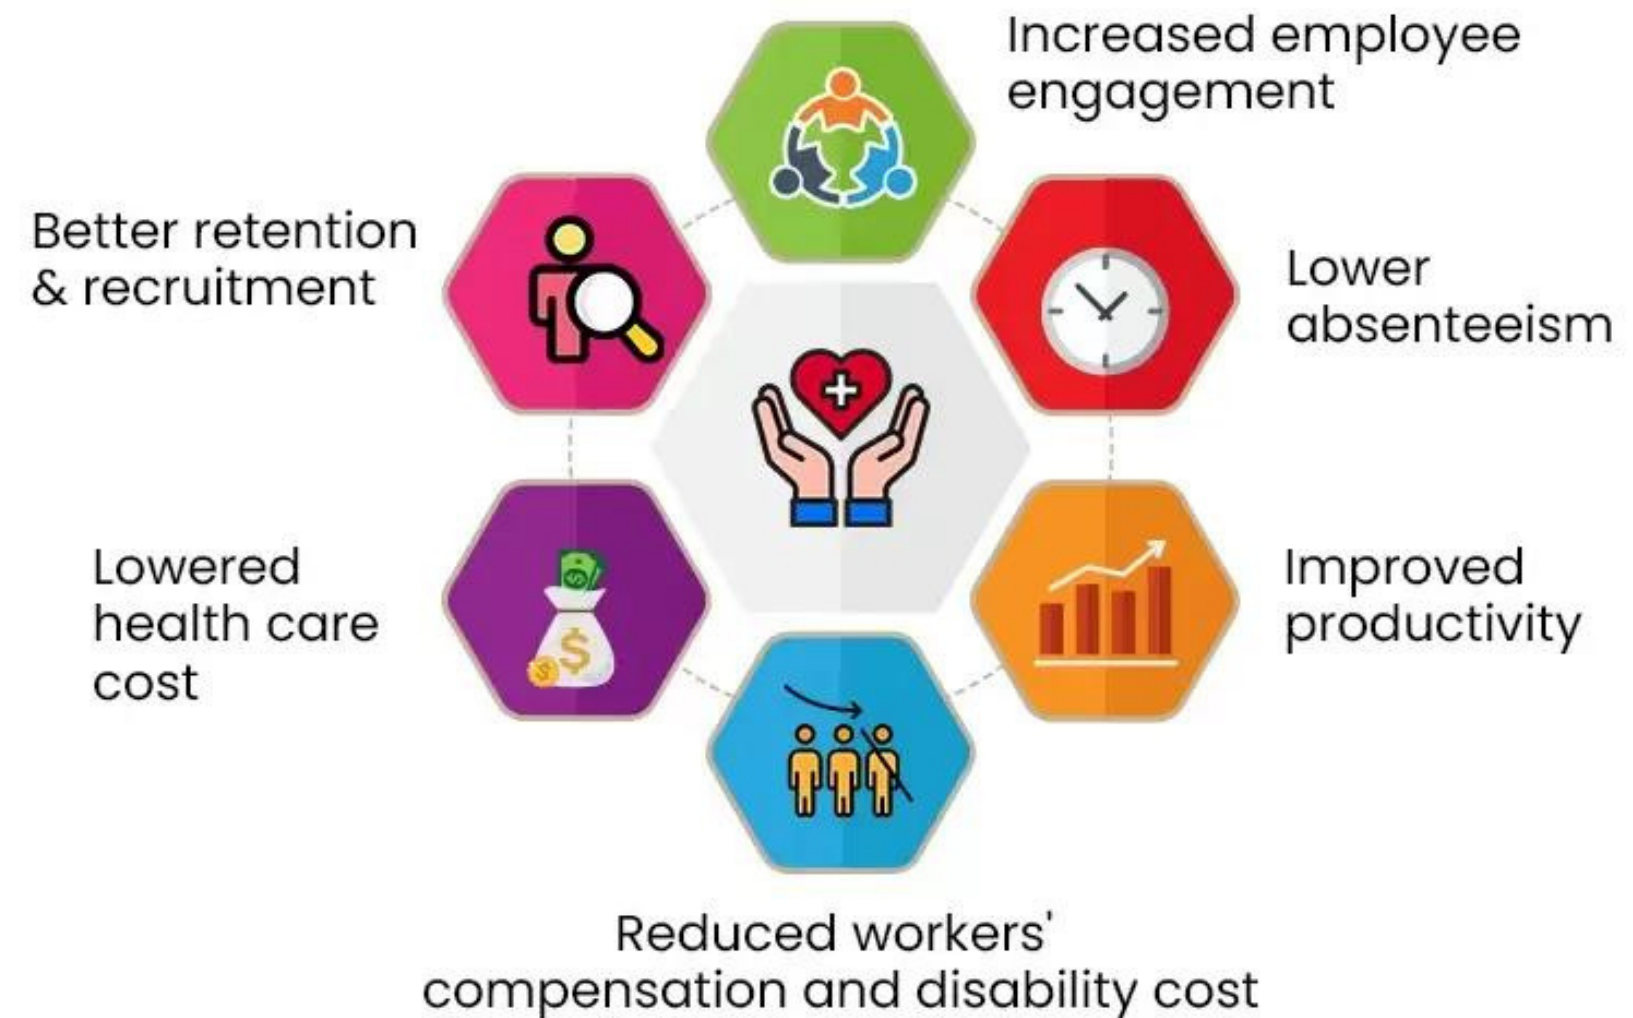 Increased employee
engagement
Better retention
& recruitment
Lower
absenteeism
Lowered
health care
cost
Improved
productivity
Reduced workers'
compensation and disability cost